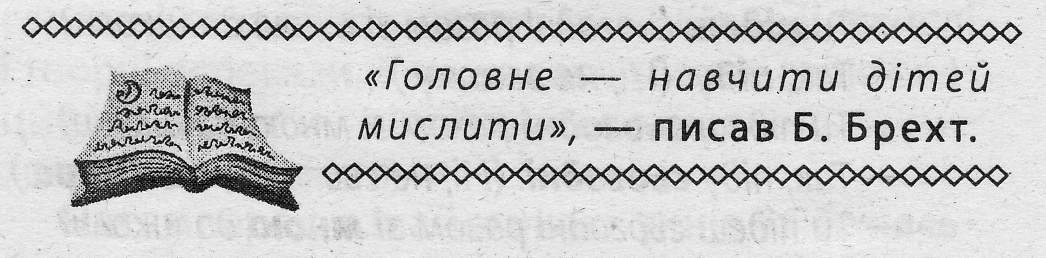 «Головне — навчити дітей
мислити», — писав Б. Брехт.